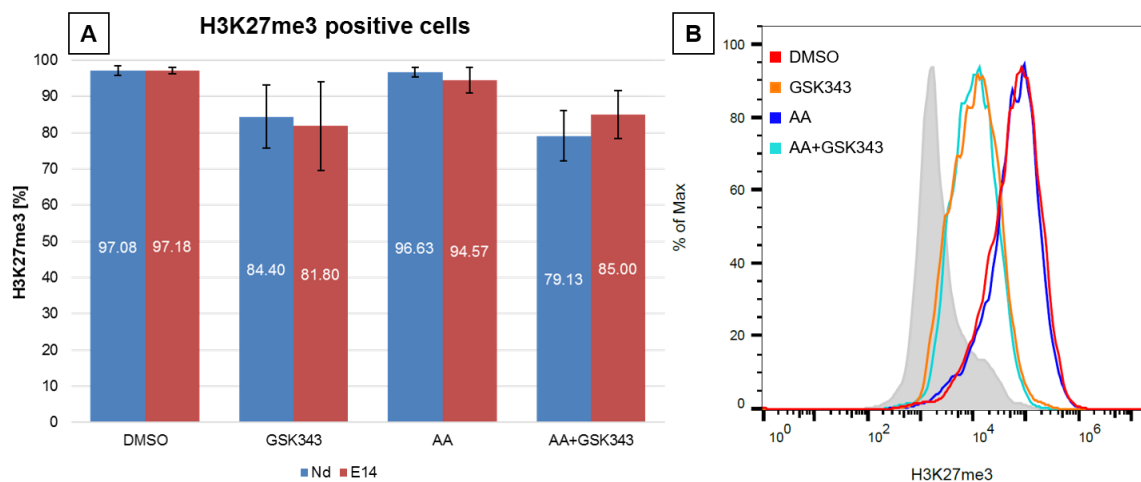 A
H3K27me3 positive cells
H3K27me3 [%]
100
90
80
70
60
50
40
30
20
10
0
97.08
97.18
84.40
81.80
96.63
94.57
79.13
85.00
DMSO
GSK343
AA
AA+GSK343
Nd
E14
B
DMSO
GSK343
AA
AA+GSK343
% of Max
100
80
60
40
20
0
10^0
10^2
10^4
10^6
H3K27me3